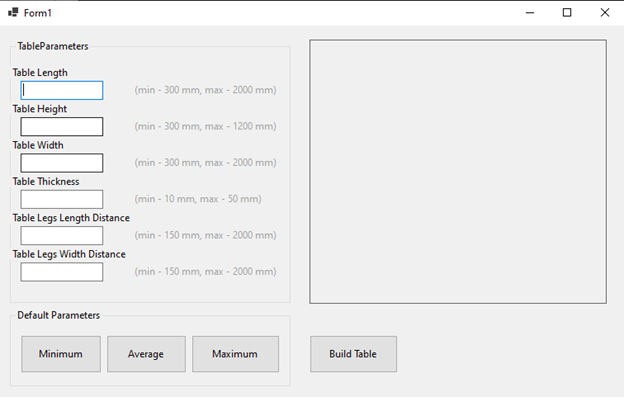 Form1
TableParameters
Table Length
(min - 300 mm, max - 2000 mm)
Table Height
(min - 300 mm, max - 1200 mm)
Table Width
(min - 300 mm, max - 2000 mm)
Table Thickness
(min - 10 mm, max - 50 mm)
Table Legs Length Distance
(min - 150 mm, max - 2000 mm)
Table Legs Width Distance
(min - 150 mm, max - 2000 mm)
Default Parameters
Minimum
Average
Maximum
Build Table